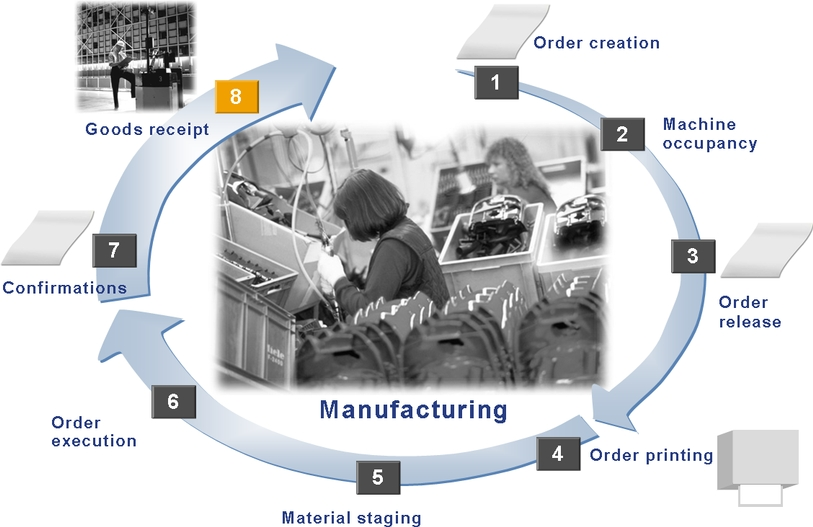 Order creation
1
2
Machine
occupancy
3
Order
release
4
Order printing
5
Material staging
6
Order
execution
7
Confirmations
8
Goods receipt
Manufacturing